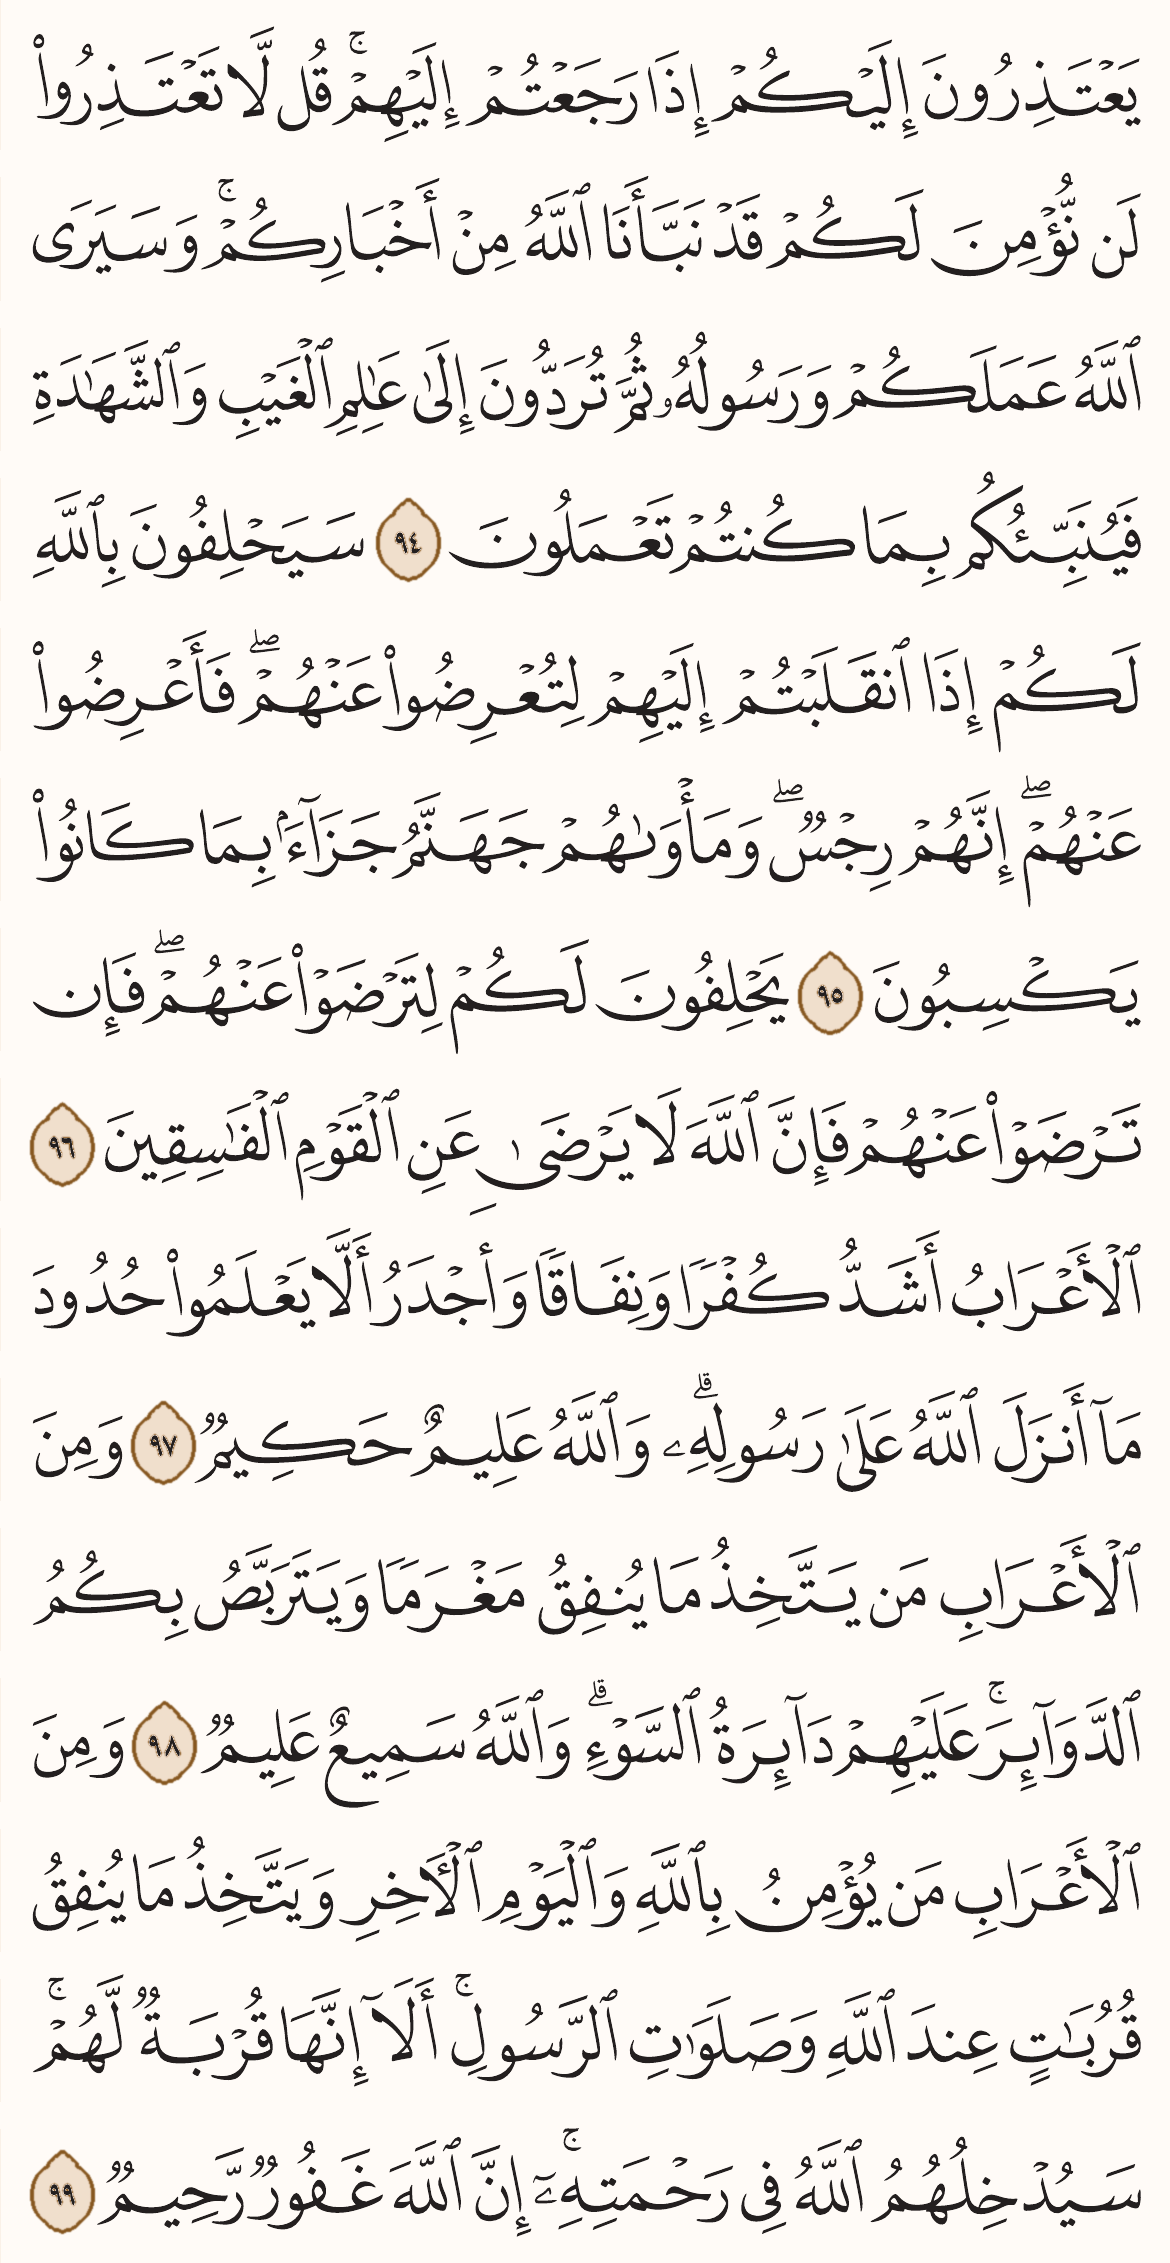 يَعْتَذِرُونَ إِلَيْكُمْ إِذَا رَجَعْتُمْ إِلَيْهِمْ ۚ قُل لَّا تَعْتَذِرُوا۟
لَن نُّؤْمِنَ لَكُمْ قَدْ نَبَّأَنَا ٱللَّهُ مِنْ أَخْبَارِكُمْ ۚ وَسَيَرَى
ٱللَّهُ عَمَلَكُمْ وَرَسُولُهُۥ ثُمَّ تُرَدُّونَ إِلَىٰ عَـٰلِمِ ٱلْغَيْبِ وَٱلشَّهَـٰدَةِ
فَيُنَبِّئُكُم بِمَا كُنتُمْ تَعْمَلُونَ ٩٤ سَيَحْلِفُونَ بِٱللَّهِ
لَكُمْ إِذَا ٱنقَلَبْتُمْ إِلَيْهِمْ لِتُعْرِضُوا۟ عَنْهُمْ ۖ فَأَعْرِضُوا۟
عَنْهُمْ ۖ إِنَّهُمْ رِجْسٌ ۖ وَمَأْوَىٰهُمْ جَهَنَّمُ جَزَآءًۢ بِمَا كَانُوا۟
يَكْسِبُونَ ٩٥ يَحْلِفُونَ لَكُمْ لِتَرْضَوْا۟ عَنْهُمْ ۖ فَإِن
تَرْضَوْا۟ عَنْهُمْ فَإِنَّ ٱللَّهَ لَا يَرْضَىٰ عَنِ ٱلْقَوْمِ ٱلْفَـٰسِقِينَ ٩٦
ٱلْأَعْرَابُ أَشَدُّ كُفْرًا وَنِفَاقًا وَأَجْدَرُ أَلَّا يَعْلَمُوا۟ حُدُودَ
مَآ أَنزَلَ ٱللَّهُ عَلَىٰ رَسُولِهِۦ ۗ وَٱللَّهُ عَلِيمٌ حَكِيمٌ ٩٧ وَمِنَ
ٱلْأَعْرَابِ مَن يَتَّخِذُ مَا يُنفِقُ مَغْرَمًا وَيَتَرَبَّصُ بِكُمُ
ٱلدَّوَآئِرَ ۚ عَلَيْهِمْ دَآئِرَةُ ٱلسَّوْءِ ۗ وَٱللَّهُ سَمِيعٌ عَلِيمٌ ٩٨ وَمِنَ
ٱلْأَعْرَابِ مَن يُؤْمِنُ بِٱللَّهِ وَٱلْيَوْمِ ٱلْـَٔاخِرِ وَيَتَّخِذُ مَا يُنفِقُ
قُرُبَـٰتٍ عِندَ ٱللَّهِ وَصَلَوَٰتِ ٱلرَّسُولِ ۚ أَلَآ إِنَّهَا قُرْبَةٌ لَّهُمْ ۚ
سَيُدْخِلُهُمُ ٱللَّهُ فِى رَحْمَتِهِۦٓ ۚ إِنَّ ٱللَّهَ غَفُورٌ رَّحِيمٌ ٩٩